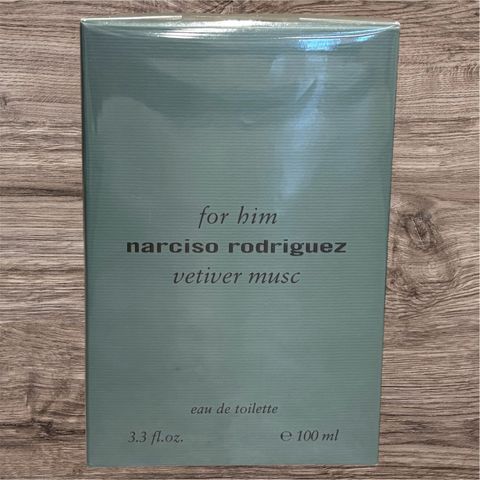 for him
narciso rodriguez
vetiver musc
eau de toilette
3.3 fl.oz. ℮ 100 ml